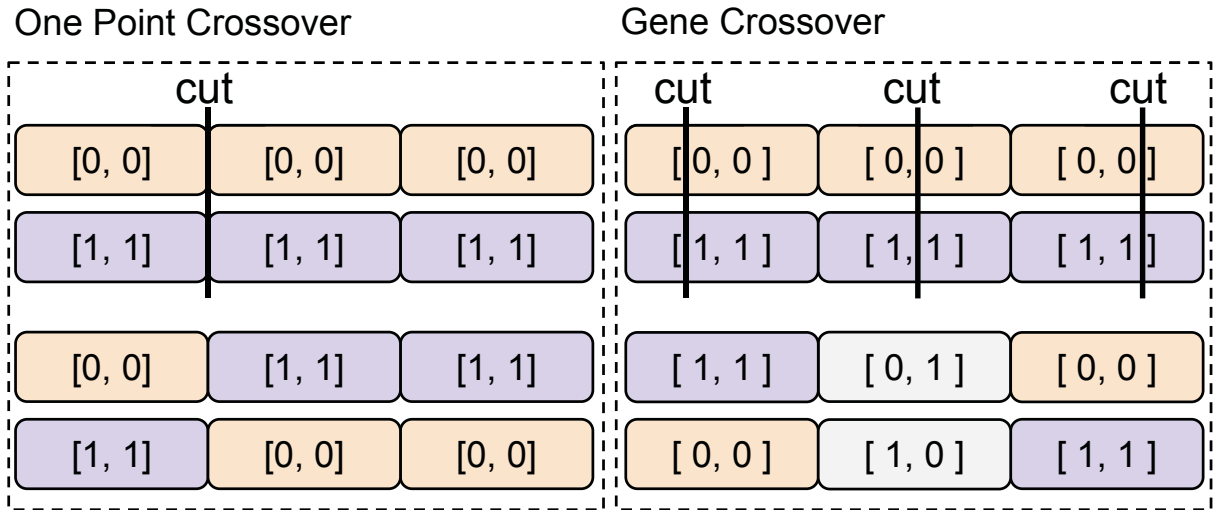 One Point Crossover
cut
[0, 0] [0, 0] [0, 0]
[1, 1] [1, 1] [1, 1]
[0, 0] [1, 1] [1, 1]
[1, 1] [0, 0] [0, 0]
Gene Crossover
cut cut cut
[ 0, 0 ] [ 0, 0 ] [ 0, 0 ]
[ 1, 1 ] [ 1, 1 ] [ 1, 1 ]
[ 1, 1 ] [ 0, 1 ] [ 0, 0 ]
[ 0, 0 ] [ 1, 0 ] [ 1, 1 ]